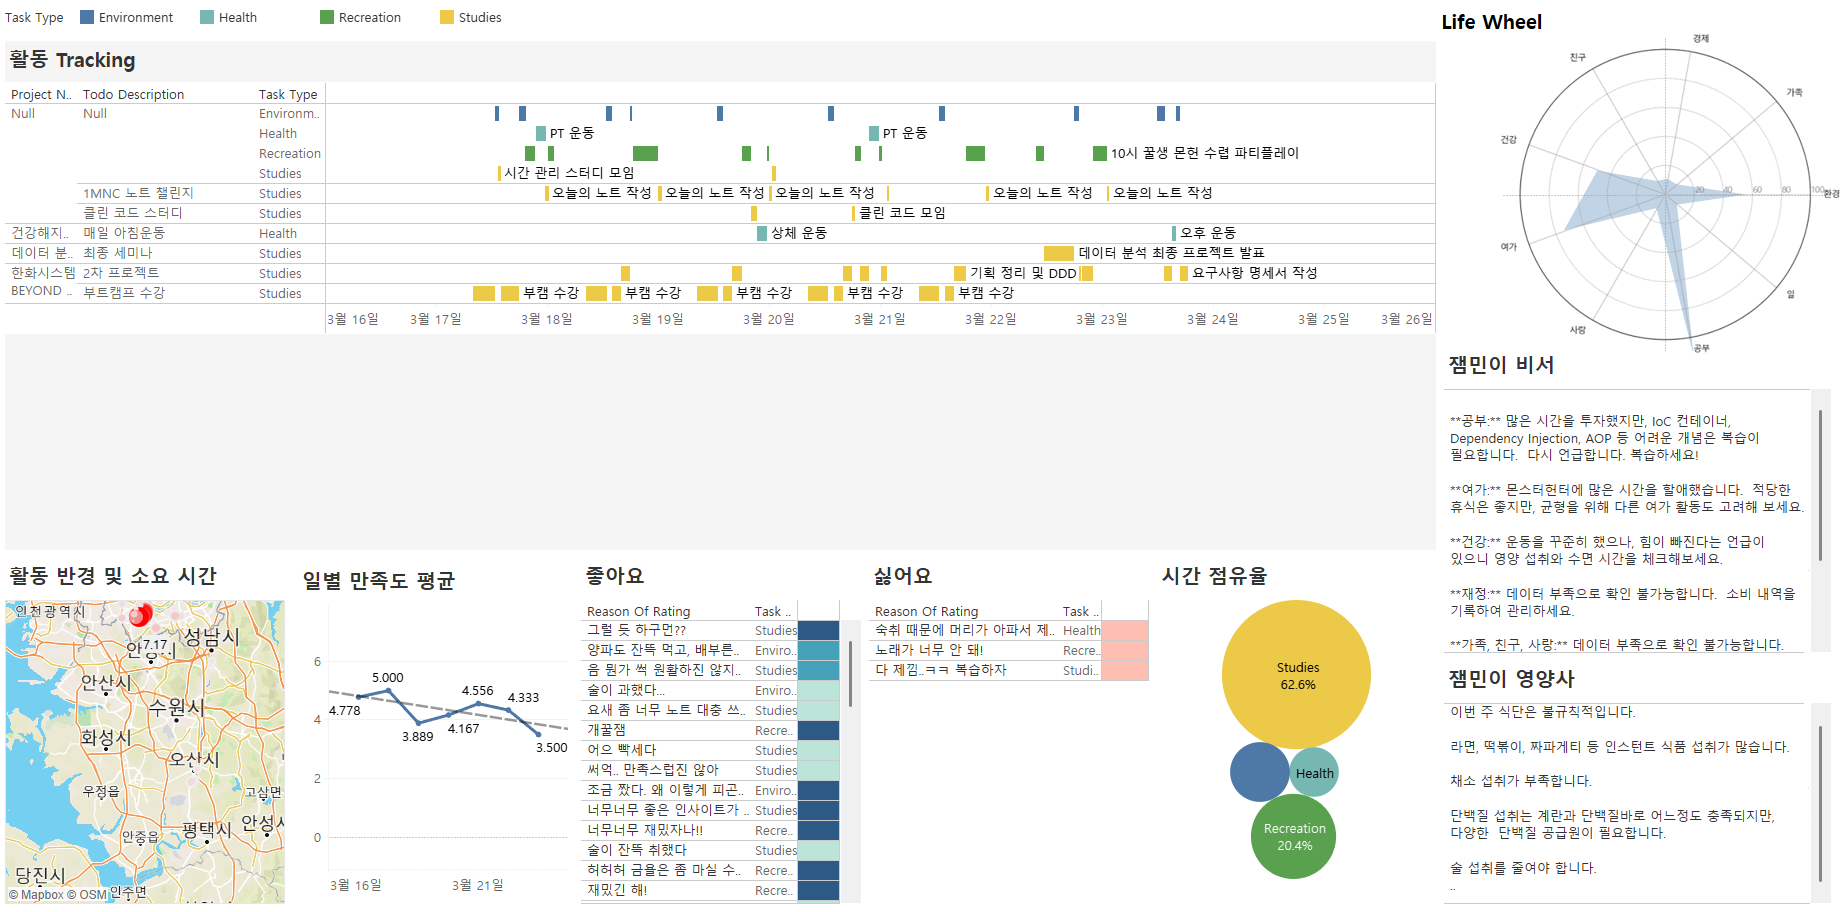 Task Type Environment Health Recreation Studies
활동 Tracking
Project N.. Todo Description Task Type
Null Null Environm..
Health PT 운동 PT 운동
Recreation 10시 꿀생 몬헌 수렵 파티플레이
Studies 시간 관리 스터디 모임
1MNC 노트 챌린지 Studies 오늘의 노트 작성 오늘의 노트 작성 오늘의 노트 작성 오늘의 노트 작성 오늘의 노트 작성
클린 코드 스터디 Studies 클린 코드 모임
건강해지.. 매일 아침운동 Health 상체 운동 오후 운동
데이터 분.. 최종 세미나 Studies 데이터 분석 최종 프로젝트 발표
한화시스템 2차 프로젝트 Studies 기획 정리 및 DDD 요구사항 명세서 작성
BEYOND .. 부트캠프 수강 Studies 부캠 수강 부캠 수강 부캠 수강 부캠 수강 부캠 수강
3월 16일 3월 17일 3월 18일 3월 19일 3월 20일 3월 21일 3월 22일 3월 23일 3월 24일 3월 25일 3월 26일
Life Wheel
경제
친구
가족
건강
20 40 60 80 100 환경
여가
일
사랑
공부
잼민이 비서
**공부:** 많은 시간을 투자했지만, IoC 컨테이너,
Dependency Injection, AOP 등 어려운 개념은 복습이
필요합니다. 다시 언급합니다. 복습하세요!
**여가:** 몬스터헌터에 많은 시간을 할애했습니다. 적당한
휴식은 좋지만, 균형을 위해 다른 여가 활동도 고려해 보세요.
**건강:** 운동을 꾸준히 했으나, 힘이 빠진다는 언급이
있으니 영양 섭취와 수면 시간을 체크해보세요.
**재정:** 데이터 부족으로 확인 불가능합니다. 소비 내역을
기록하여 관리하세요.
**가족, 친구, 사랑:** 데이터 부족으로 확인 불가능합니다.
잼민이 영양사
이번 주 식단은 불규칙적입니다.
라면, 떡볶이, 짜파게티 등 인스턴트 식품 섭취가 많습니다.
채소 섭취가 부족합니다.
단백질 섭취는 계란과 단백질바로 어느정도 충족되지만,
다양한 단백질 공급원이 필요합니다.
술 섭취를 줄여야 합니다.
..
활동 반경 및 소요 시간
인천광역시
성남시
7.17
안산시
수원시
화성시
오산시
우정읍
고삼면
안중읍
평택시
안성시
당진시
인주면
© Mapbox © OSM
일별 만족도 평균
6
5.000
4.778
4
3.889
4.167
4.556
4.333
3.500
2
0
3월 16일 3월 21일
좋아요
Reason Of Rating Task ..
그럴 듯 하구먼?? Studies
양파도 잔뜩 먹고, 배부른.. Enviro..
음 뭔가 썩 원활하진 않지.. Studies
술이 과했다... Enviro..
요새 좀 너무 노트 대충 쓰.. Studies
개꿀잼 Recre..
어으 빡세다 Studies
써억.. 만족스럽진 않아 Studies
조금 짰다. 왜 이렇게 피곤.. Enviro..
너무너무 좋은 인사이트가 .. Studies
너무너무 재밌자나!! Recre..
술이 잔뜩 취했다 Studies
허허허 금욜은 좀 마실 수.. Recre..
재밌긴 해! Recre..
싫어요
Reason Of Rating Task ..
숙취 때문에 머리가 아파서 제.. Health
노래가 너무 안 돼! Recre..
다 제낌..ㅋㅋ 복습하자 Studi..
시간 점유율
Studies
62.6%
Health
Recreation
20.4%